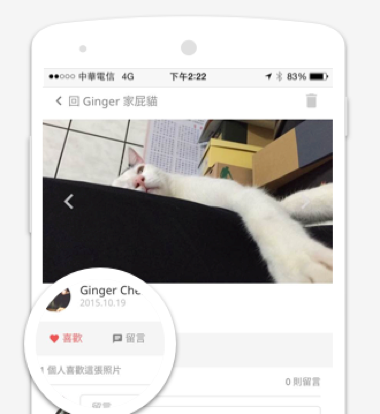 中華電信 4G 下午2:22 83%
回 Ginger 家屁貓
Ginger Che
2015.10.19
喜歡 留言
1 個人喜歡這張照片
0 則留言
留言